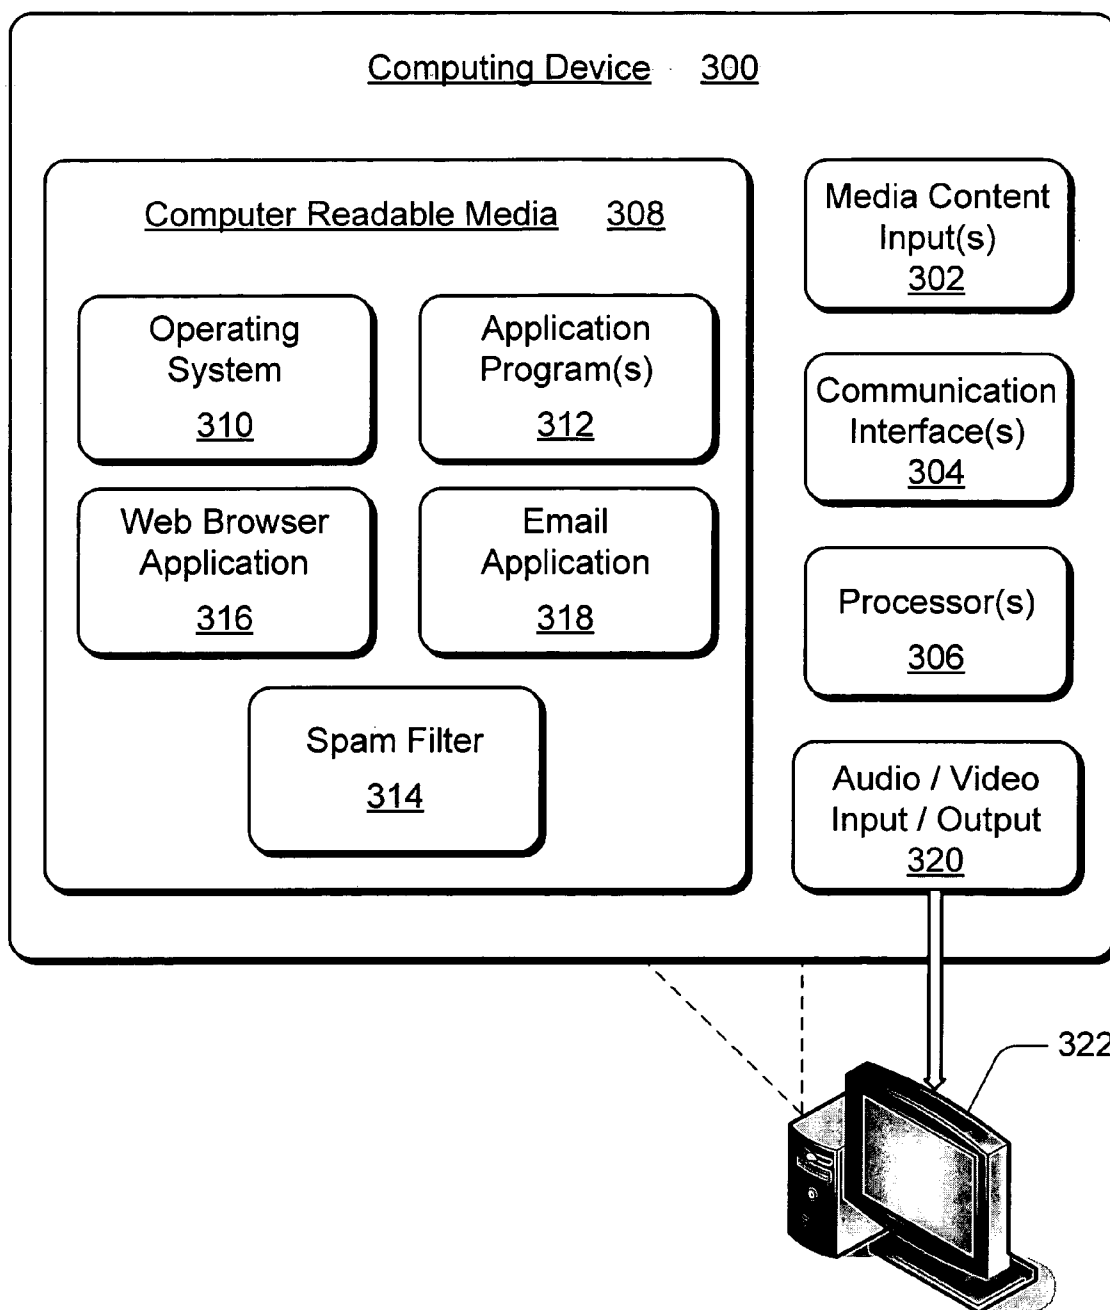 Computing Device 300
Computer Readable Media 308
Operating
System
310
Application
Program(s)
312
Web Browser
Application
316
Email
Application
318
Spam Filter
314
Media Content
Input(s)
302
Communication
Interface(s)
304
Processor(s)
306
Audio / Video
Input / Output
320
322